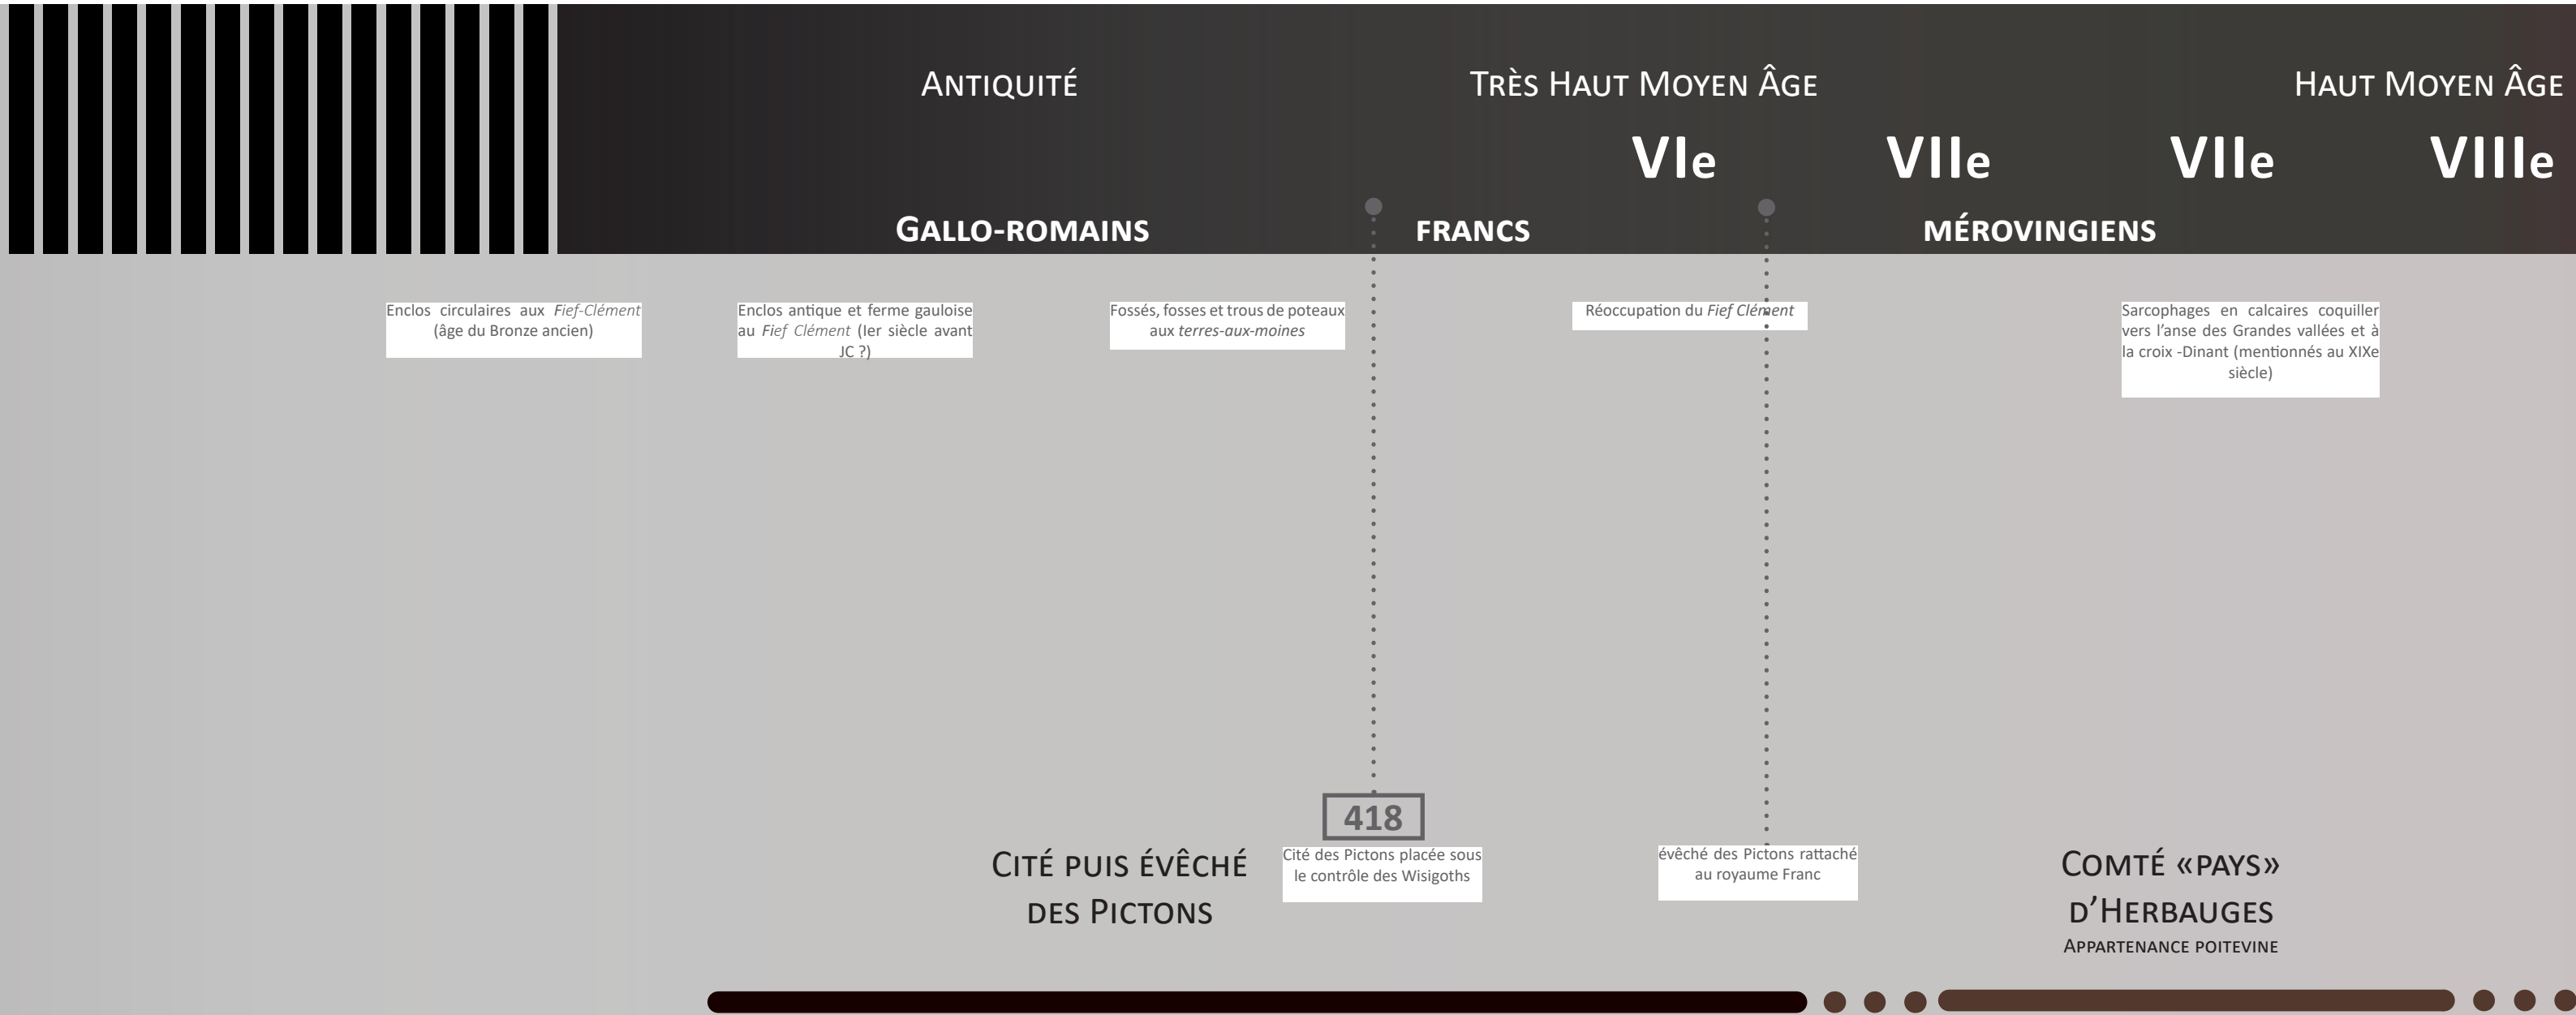 Antiquité
Très Haut Moyen Âge
Haut Moyen Âge
VIe
VIIe
VIIe
VIIIe
Gallo-romains
francs
mérovingiens
Enclos circulaires aux Fief-Clément
(âge du Bronze ancien)
Enclos antique et ferme gauloise
au Fief Clément (Ier siècle avant
JC ?)
Fossés, fosses et trous de poteaux
aux terres-aux-moines
Réoccupation du Fief Clément
Sarcophages en calcaires coquiller
vers l’anse des Grandes vallées et à
la croix -Dinant (mentionnés au XIXe
siècle)
418
Cité puis évêché
des Pictons
Cité des Pictons placée sous
le contrôle des Wisigoths
évêché des Pictons rattaché
au royaume Franc
Comté «pays»
d’Herbauges
Appartenance poitevine